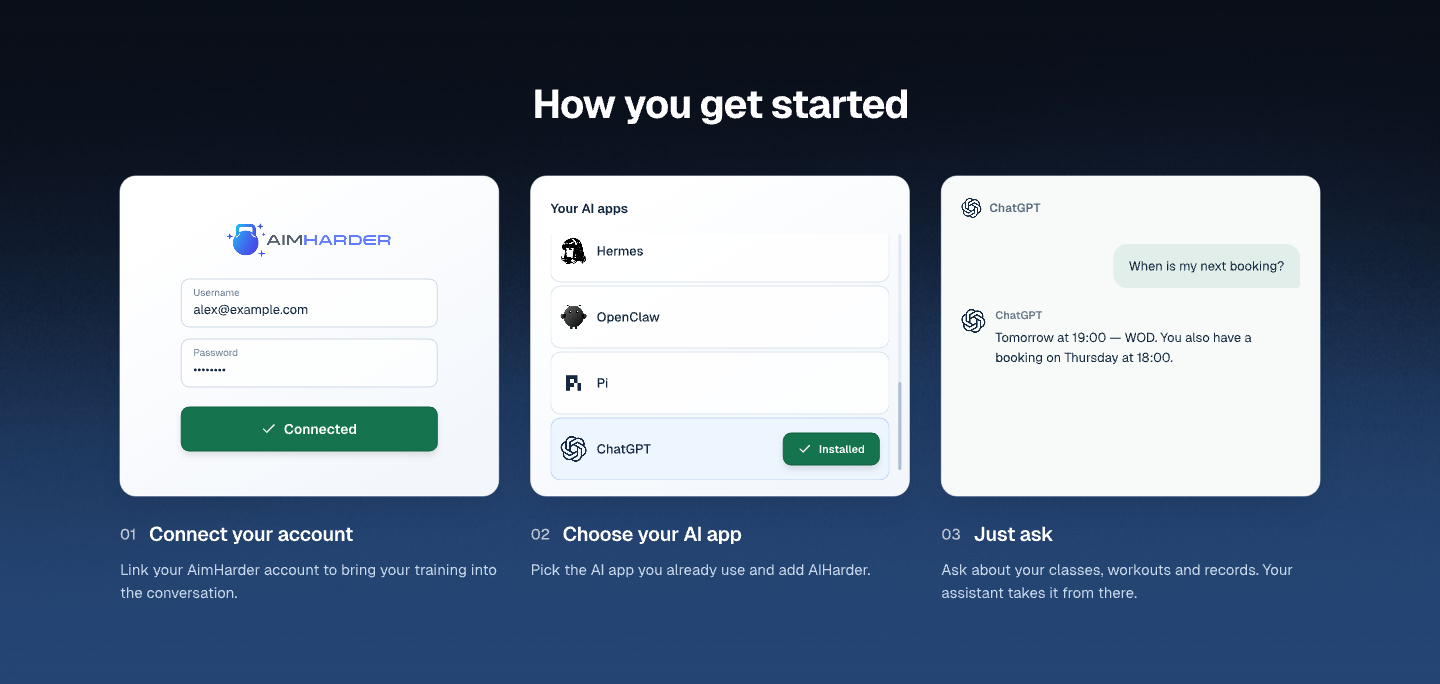 How you get started
AIMHARDER
Username
alex@example.com
Password
••••••••
Connected
Your AI apps
Hermes
OpenClaw
Pi
ChatGPT
Installed
ChatGPT
When is my next booking?
ChatGPT
Tomorrow at 19:00 — WOD. You also have a
booking on Thursday at 18:00.
01 Connect your account
Link your AimHarder account to bring your training into
the conversation.
02 Choose your AI app
Pick the AI app you already use and add AIHarder.
03 Just ask
Ask about your classes, workouts and records. Your
assistant takes it from there.